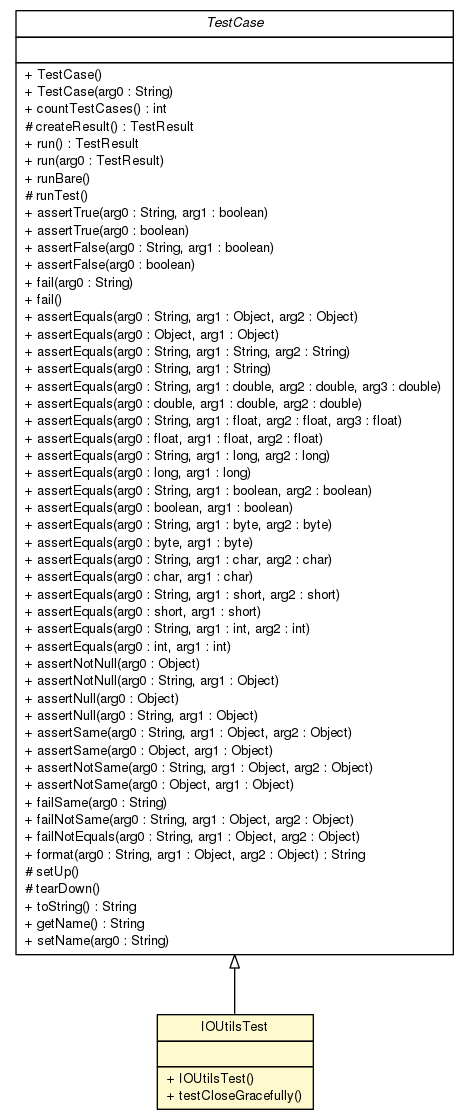 TestCase
+ TestCase()
+ TestCase(arg0 : String)
+ countTestCases() : int
# createResult() : TestResult
+ run() : TestResult
+ run(arg0 : TestResult)
+ runBare()
# runTest()
+ assertTrue(arg0 : String, arg1 : boolean)
+ assertTrue(arg0 : boolean)
+ assertFalse(arg0 : String, arg1 : boolean)
+ assertFalse(arg0 : boolean)
+ fail(arg0 : String)
+ fail()
+ assertEquals(arg0 : String, arg1 : Object, arg2 : Object)
+ assertEquals(arg0 : Object, arg1 : Object)
+ assertEquals(arg0 : String, arg1 : String, arg2 : String)
+ assertEquals(arg0 : String, arg1 : String)
+ assertEquals(arg0 : String, arg1 : double, arg2 : double, arg3 : double)
+ assertEquals(arg0 : double, arg1 : double, arg2 : double)
+ assertEquals(arg0 : String, arg1 : float, arg2 : float, arg3 : float)
+ assertEquals(arg0 : float, arg1 : float, arg2 : float)
+ assertEquals(arg0 : String, arg1 : long, arg2 : long)
+ assertEquals(arg0 : long, arg1 : long)
+ assertEquals(arg0 : String, arg1 : boolean, arg2 : boolean)
+ assertEquals(arg0 : boolean, arg1 : boolean)
+ assertEquals(arg0 : String, arg1 : byte, arg2 : byte)
+ assertEquals(arg0 : byte, arg1 : byte)
+ assertEquals(arg0 : String, arg1 : char, arg2 : char)
+ assertEquals(arg0 : char, arg1 : char)
+ assertEquals(arg0 : String, arg1 : short, arg2 : short)
+ assertEquals(arg0 : short, arg1 : short)
+ assertEquals(arg0 : String, arg1 : int, arg2 : int)
+ assertEquals(arg0 : int, arg1 : int)
+ assertNotNull(arg0 : Object)
+ assertNotNull(arg0 : String, arg1 : Object)
+ assertNull(arg0 : Object)
+ assertNull(arg0 : String, arg1 : Object)
+ assertSame(arg0 : String, arg1 : Object, arg2 : Object)
+ assertSame(arg0 : Object, arg1 : Object)
+ assertNotSame(arg0 : String, arg1 : Object, arg2 : Object)
+ assertNotSame(arg0 : Object, arg1 : Object)
+ failSame(arg0 : String)
+ failNotSame(arg0 : String, arg1 : Object, arg2 : Object)
+ failNotEquals(arg0 : String, arg1 : Object, arg2 : Object)
+ format(arg0 : String, arg1 : Object, arg2 : Object) : String
# setUp()
# tearDown()
+ toString() : String
+ getName() : String
+ setName(arg0 : String)
IOUtilsTest
+ IOUtilsTest()
+ testCloseGracefully()